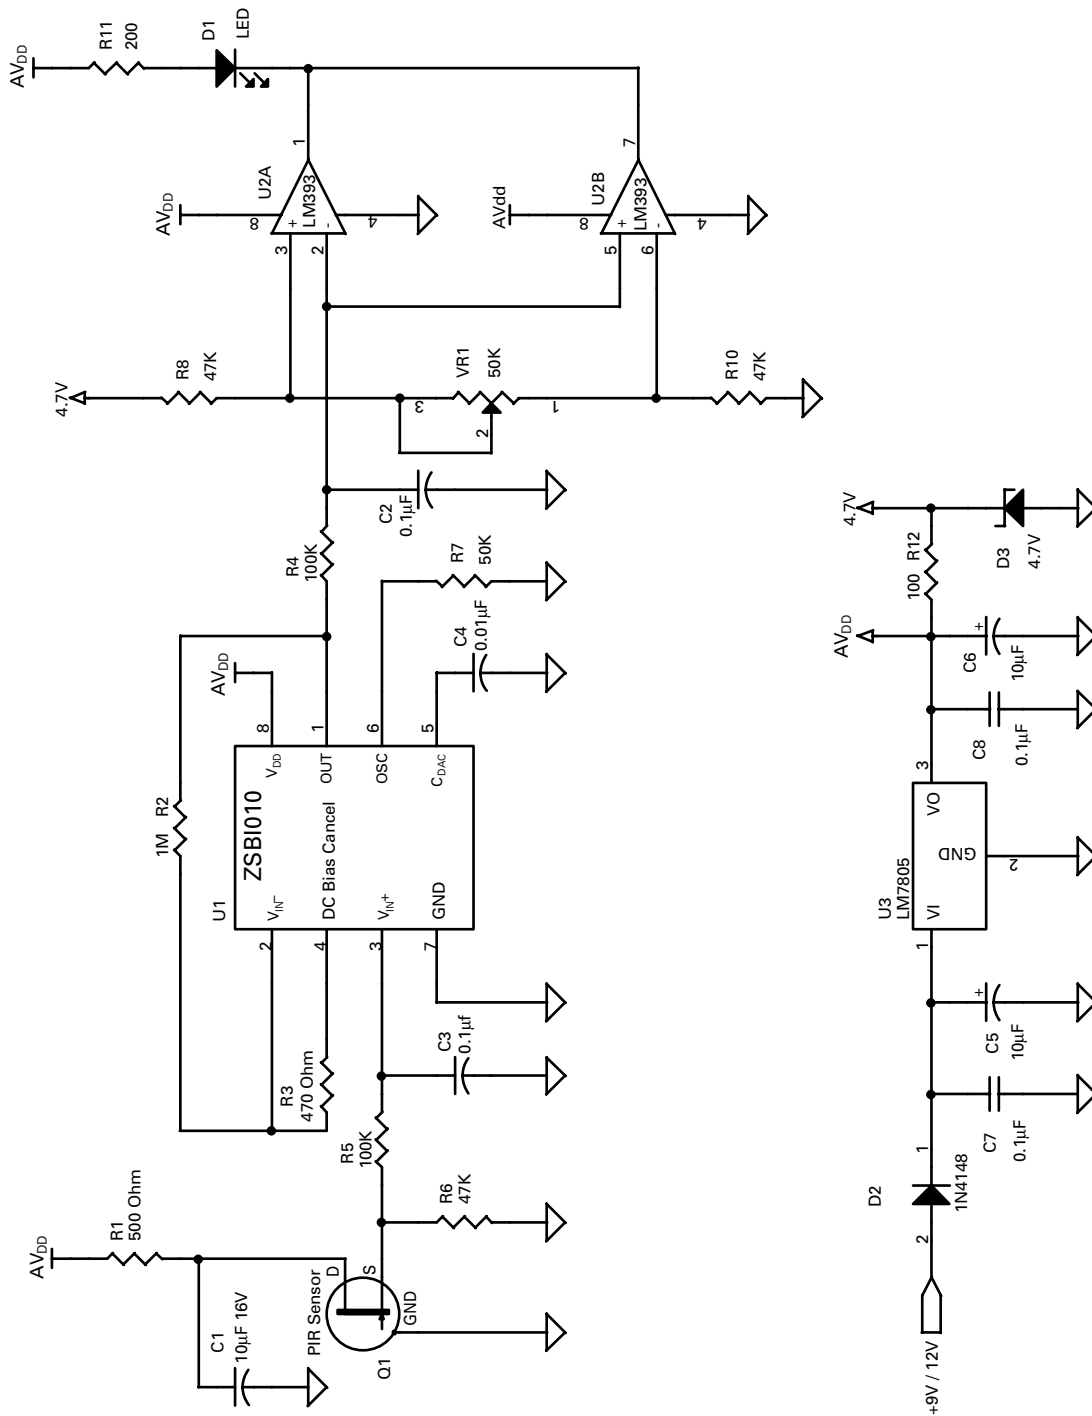 AVDD
R11
200
D1
LED
AVDD
8
U2A
LM393
+
-
3
2
1
4
AVdd
8
U2B
LM393
+
-
5
6
7
4
4.7V
R8
47K
VR1
50K
3
2
1
R10
47K
C2
0.1µF
R4
100K
R7
50K
C4
0.01µF
AVDD
8
1
6
5
VDD
OUT
OSC
CDAC
1M R2
ZSBI010
DC Bias Cancel
U1
VIN-
VIN+
GND
2
4
3
7
R3
470 Ohm
C3
0.1µf
R5
100K
R6
47K
AVDD
R1
500 Ohm
C1
10µF 16V
PIR Sensor
D
S
GND
Q1
4.7V
100 R12
D3
4.7V
AVDD
+
C6
10µF
C8
0.1µF
3
VO
GND
2
U3
LM7805
VI
1
+
C5
10µF
C7
0.1µF
1
D2
1N4148
2
+9V / 12V